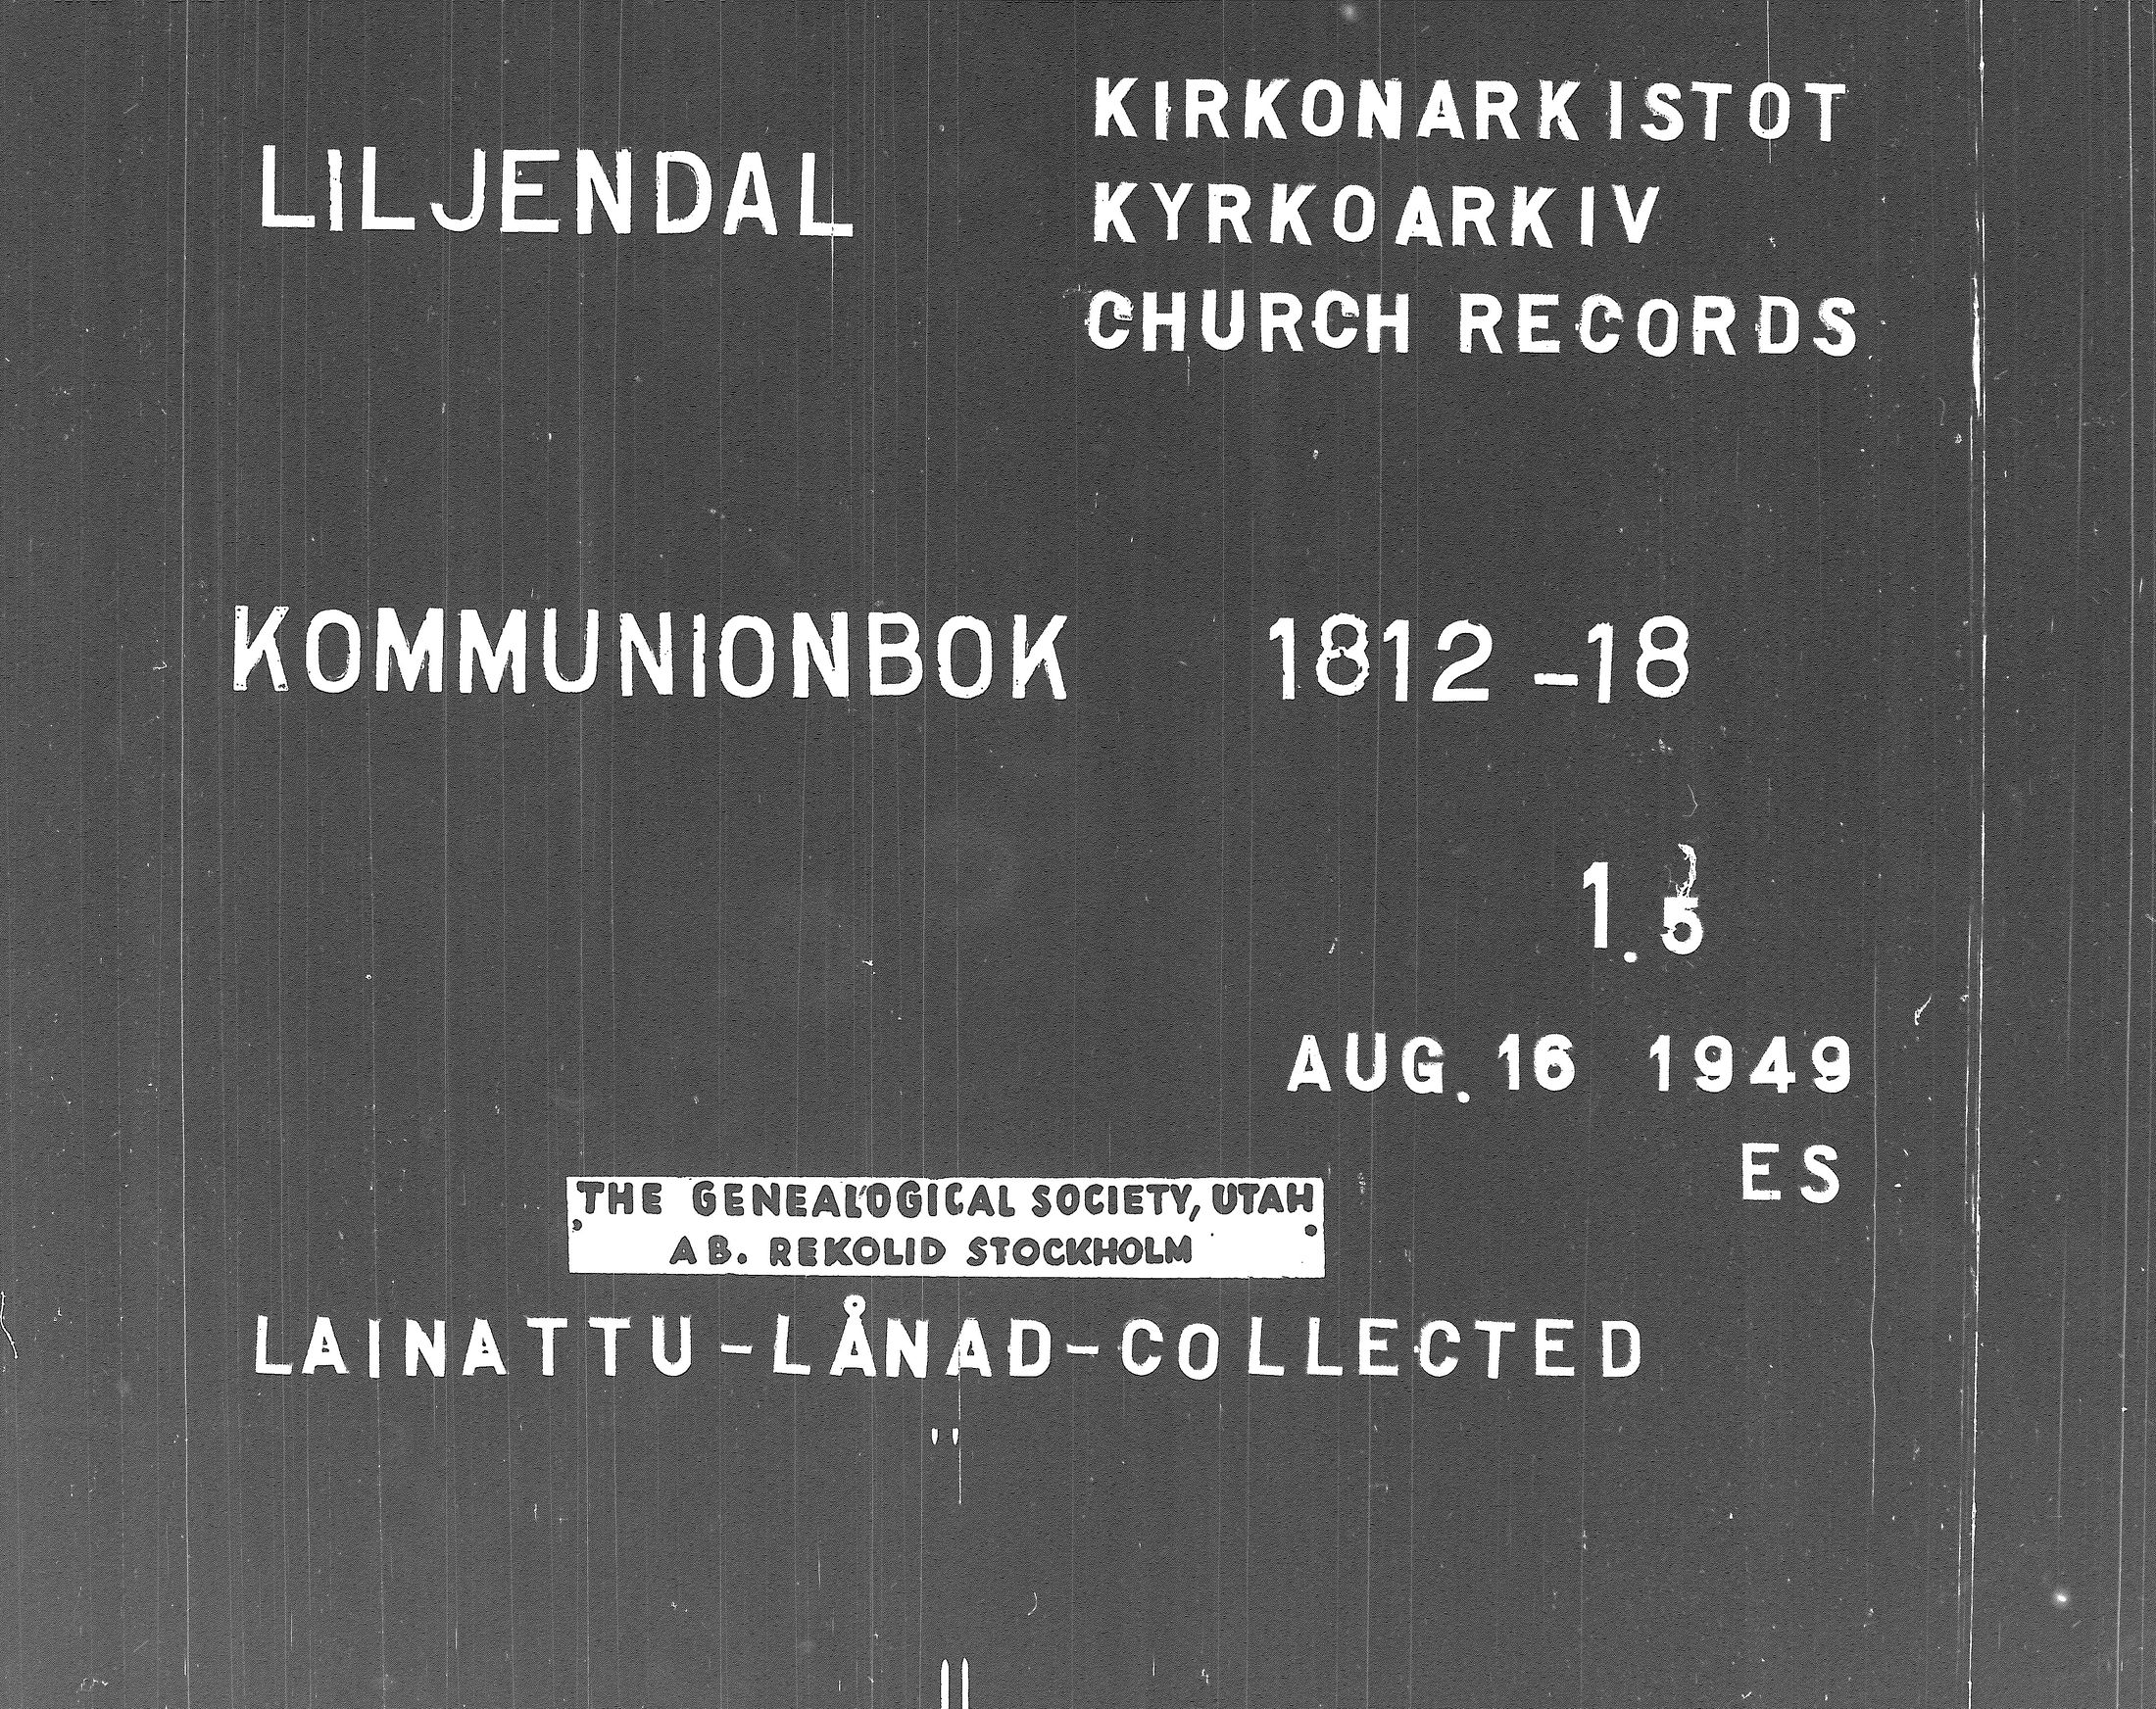 LILJENDAL
KIRKONARKISTOT
KYRKOARKIV
CHURCH RECORDS
KOMMUNIONBOK 1812-18
1.5
AUG. 16 1949
ES
THE GENEALOGICAL SOCIETY, UTAH
AB. REKOLID STOCKHOLM
LAINATTU-LÅNAD-COLLECTED